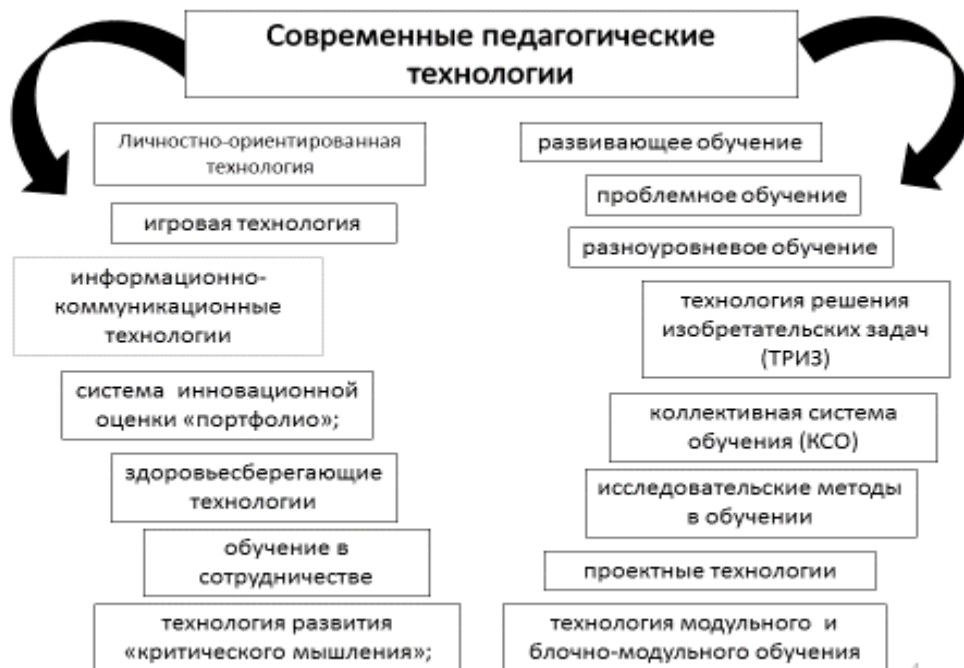 Современные педагогические
технологии
Личностно-ориентированная
технология
игровая технология
информационно-
коммуникационные
технологии
система инновационной
оценки «портфолио»;
здоровьесберегающие
технологии
обучение в
сотрудничестве
технология развития
«критического мышления»;
развивающее обучение
проблемное обучение
разноуровневое обучение
технология решения
изобретательских задач
(ТРИЗ)
коллективная система
обучения (КСО)
исследовательские методы
в обучении
проектные технологии
технология модульного и
блочно-модульного обучения